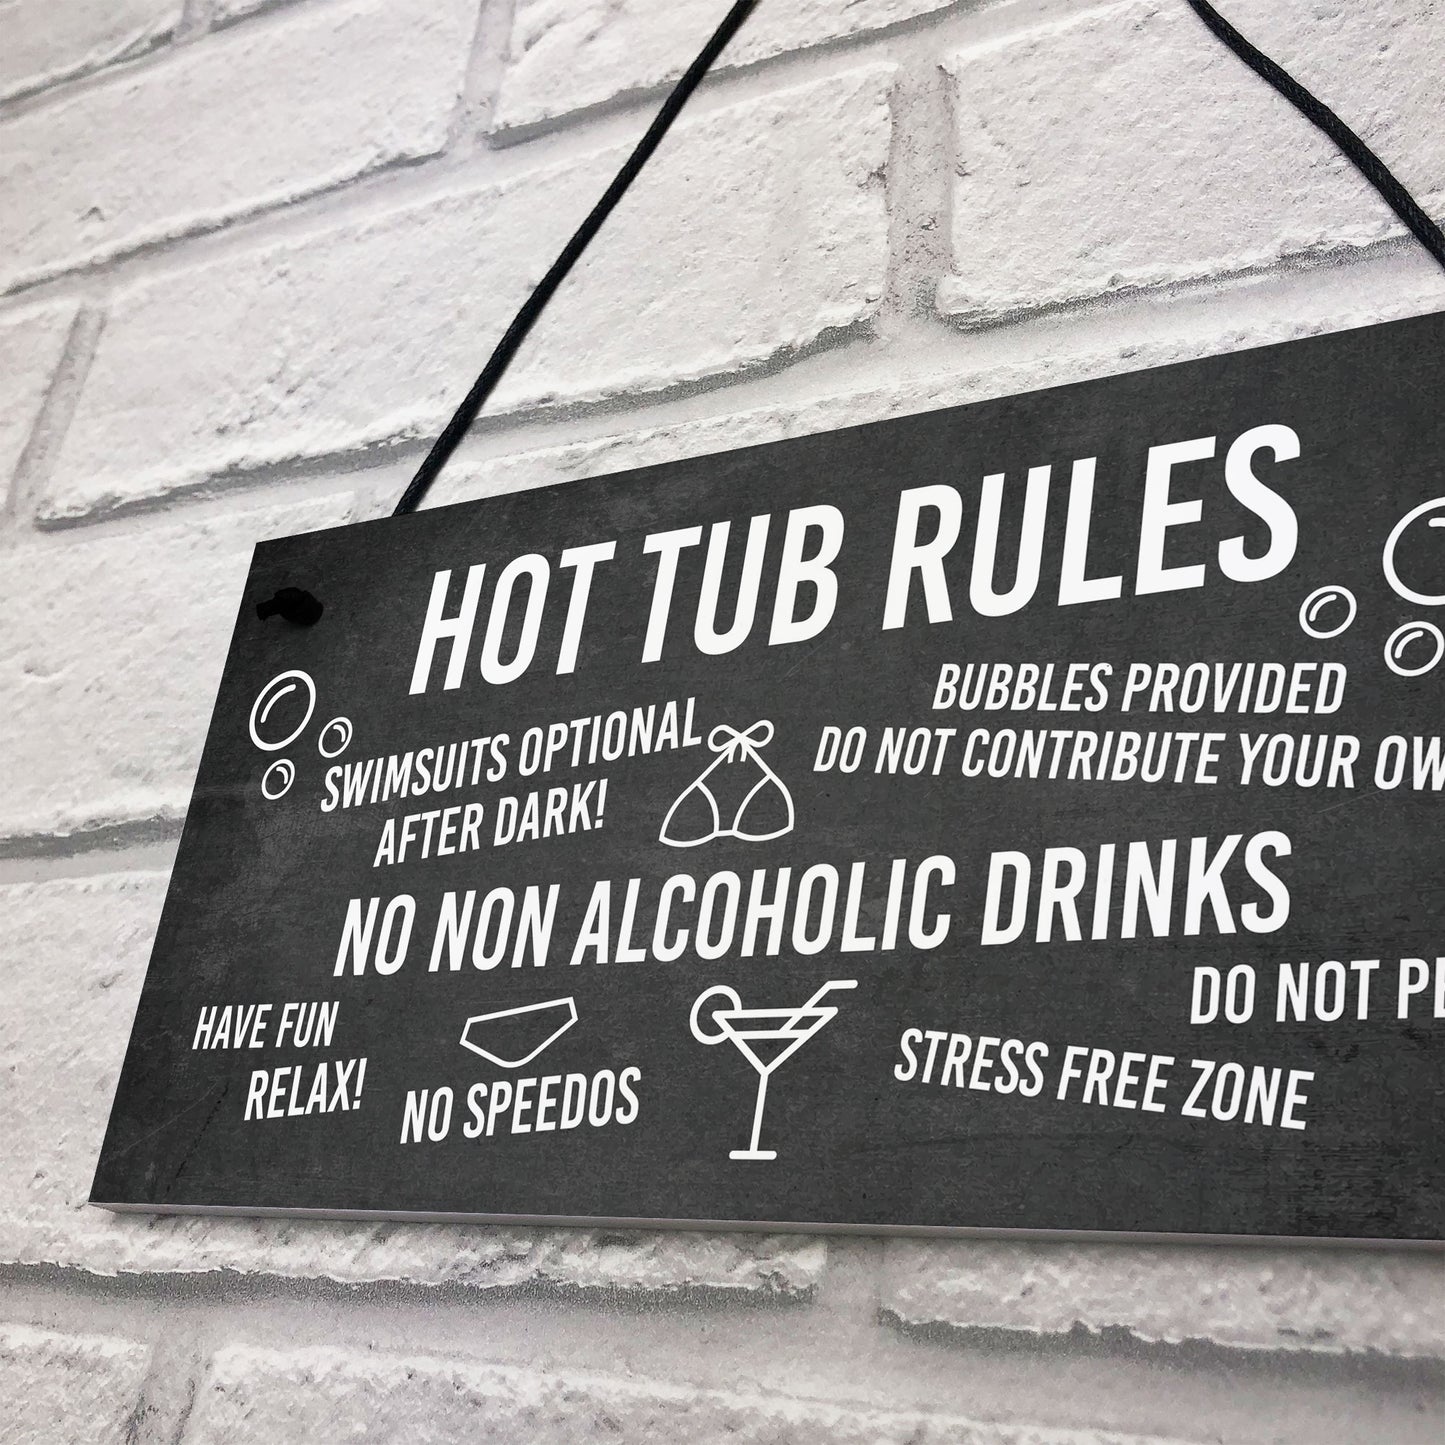 HOT TUB RULES
SWIMSUITS OPTIONAL
AFTER DARK!
BUBBLES PROVIDED
DO NOT CONTRIBUTE YOUR
NO NON ALCOHOLIC DRINKS
HAVE FUN
RELAX!
NO SPEEDOS
STRESS FREE ZONE
DO NOT